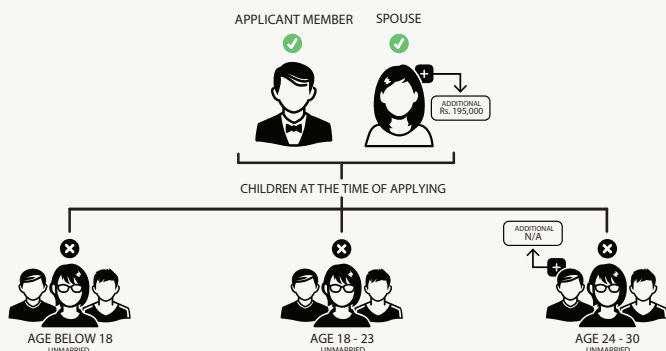 APPLICANT MEMBER
SPOUSE
ADDITIONAL
Rs. 195,000
CHILDREN AT THE TIME OF APPLYING
ADDITIONAL
N/A
AGE BELOW 18
UNMARRIED
AGE 18 - 23
UNMARRIED
AGE 24 - 30
UNMARRIED